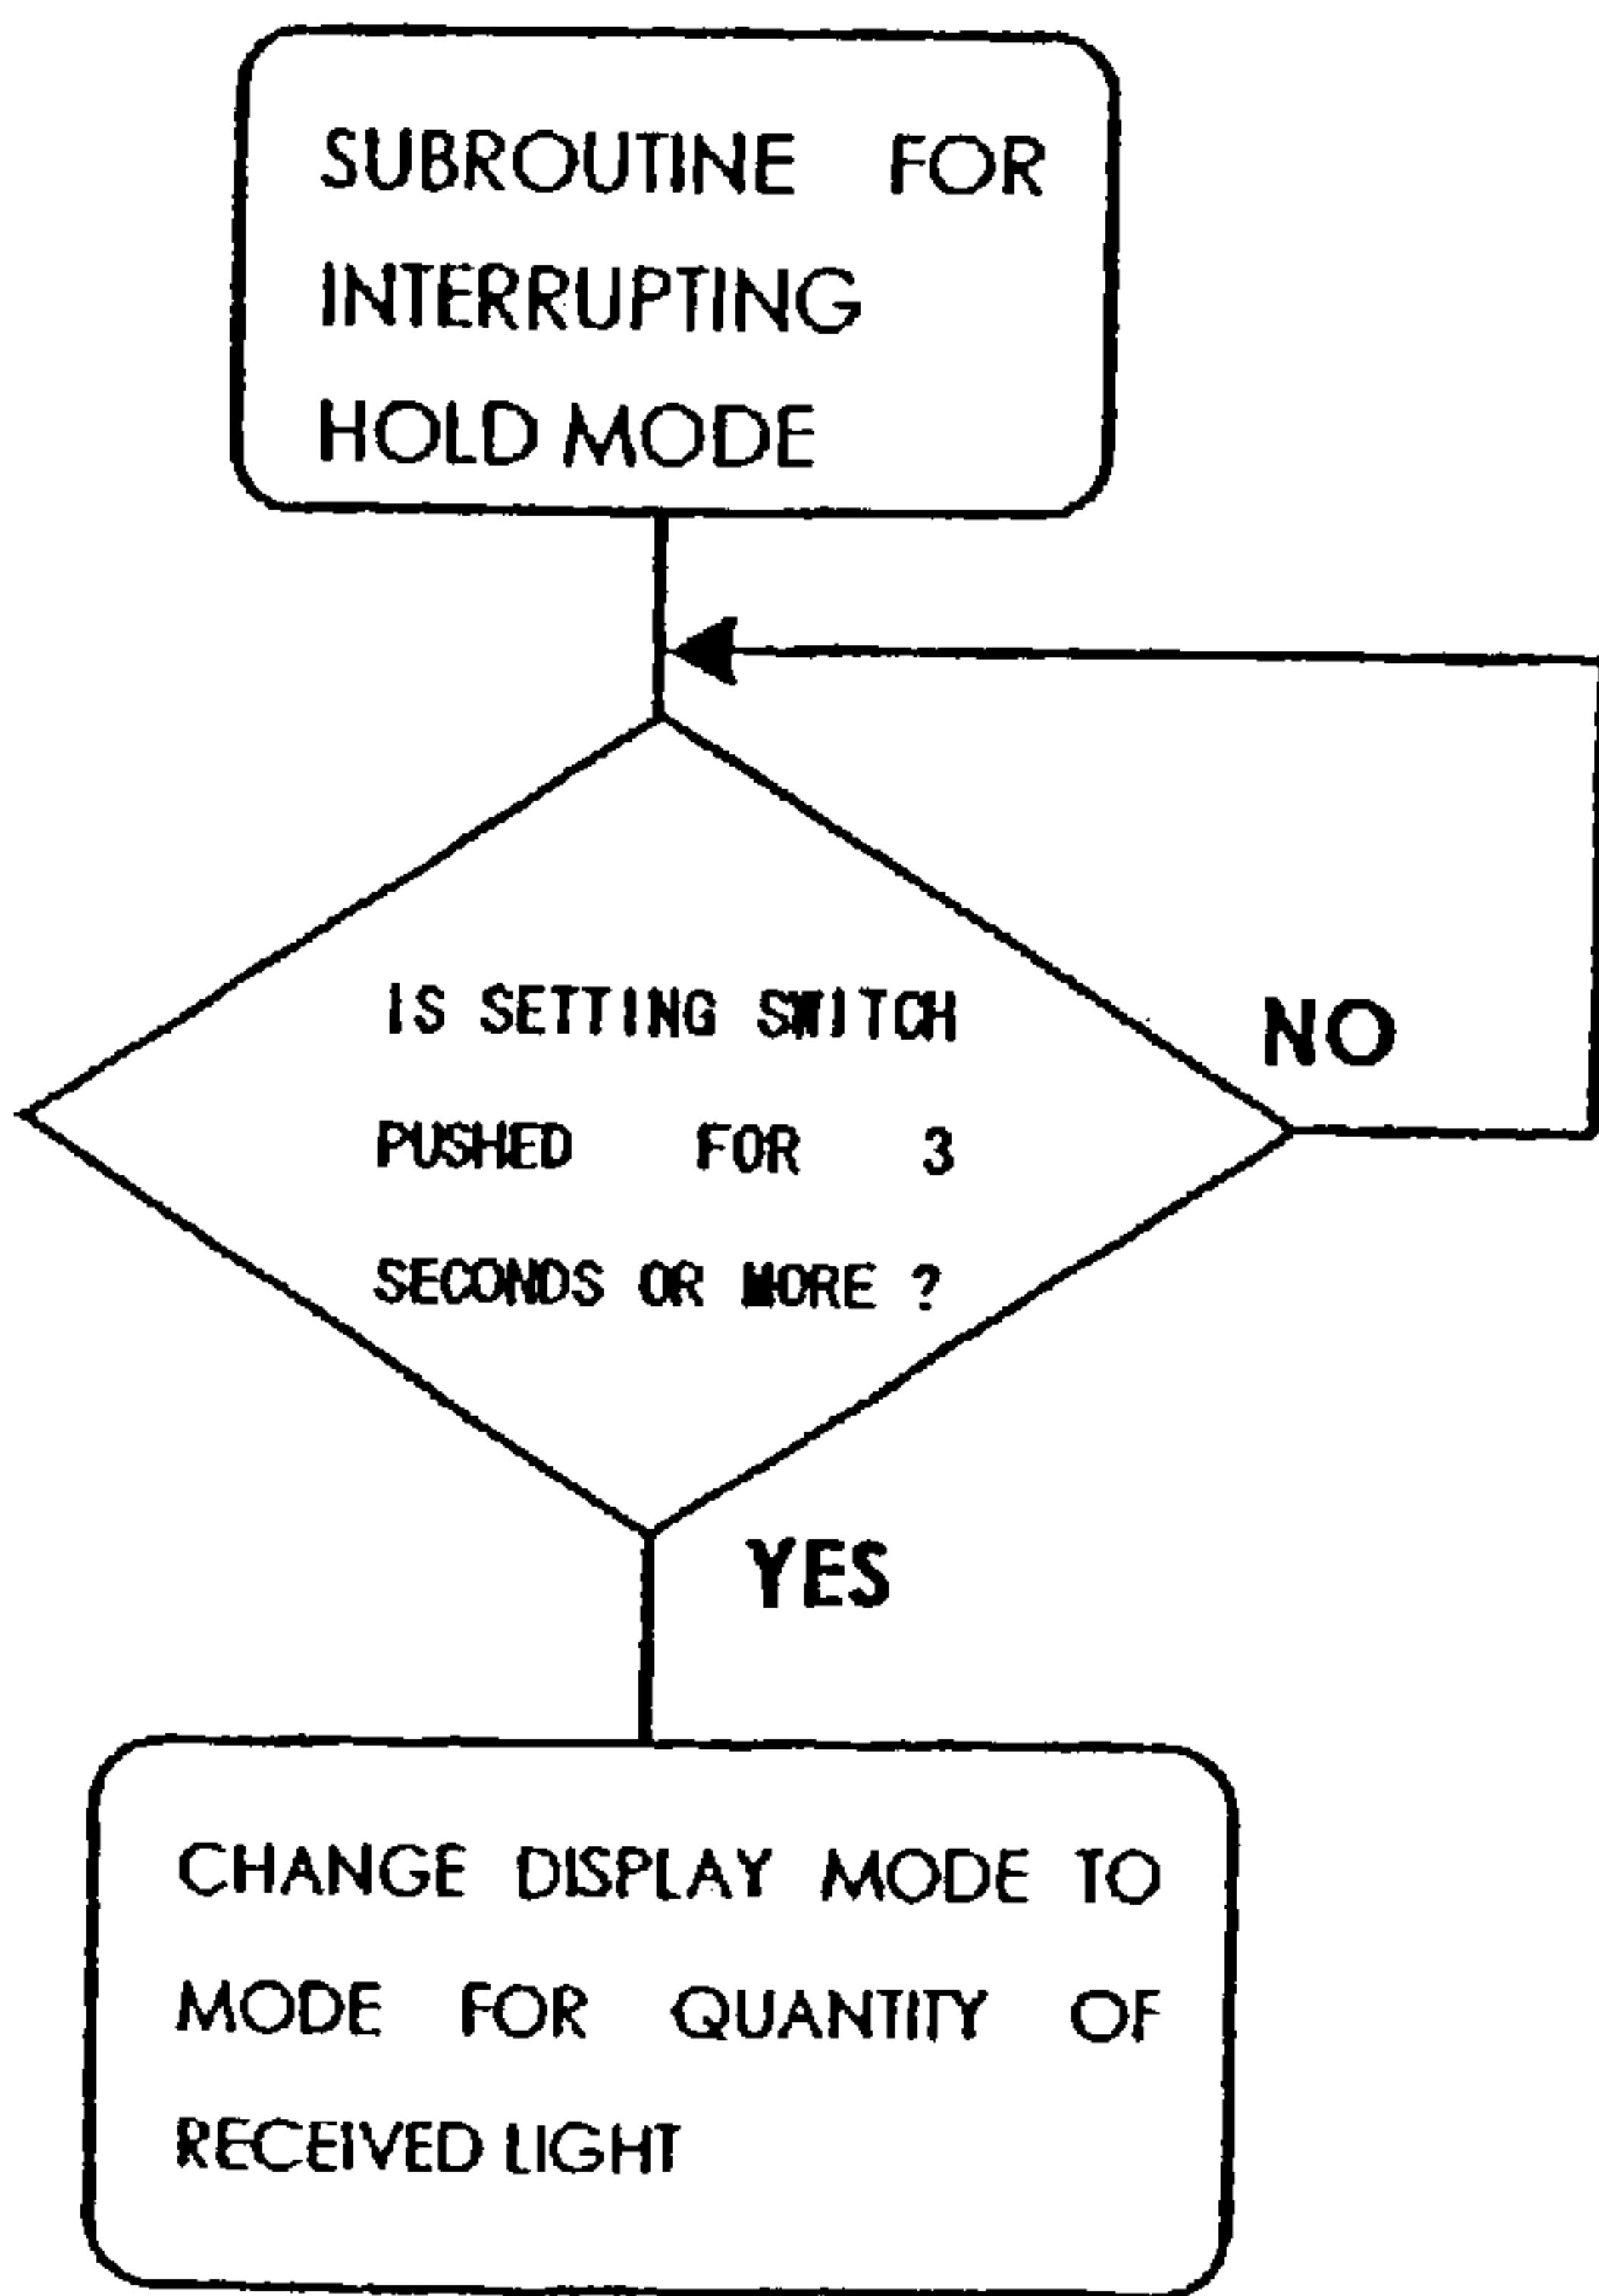 SUBROUTINE FOR
INTERRUPTING
HOLD MODE
IS SETTING SWITCH
PUSHED FOR 3
SECONDS OR MORE ?
NO
YES
CHANGE DISPLAY MODE TO
MODE FOR QUANTITY OF
RECEIVED LIGHT